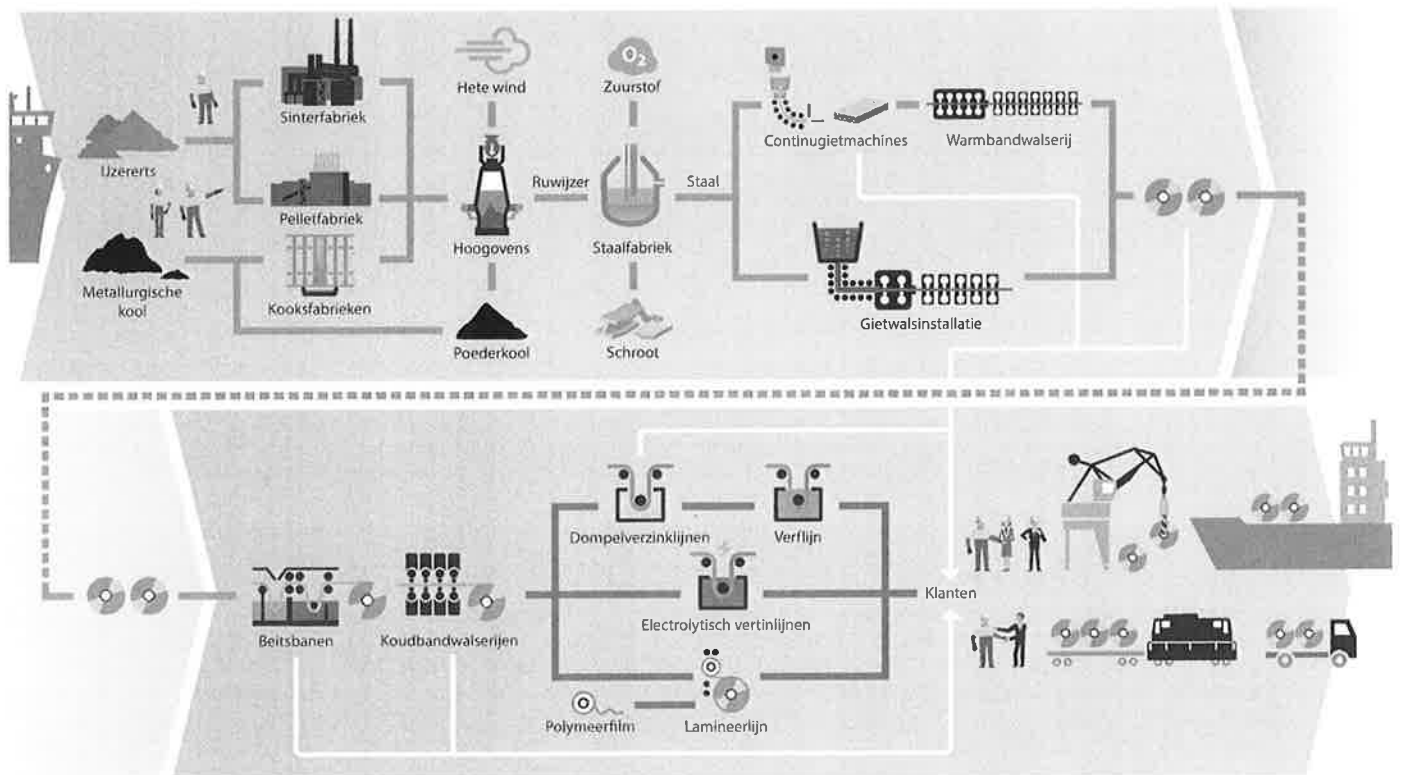 Hete wind
O2
Zuurstof
Sinterfabriek
Continugietmachines
Warmbandwalserij
IJzererts
Ruwijzer
Staal
Pelletfabriek
Hoogovens
Staalfabriek
Metallurgische
kool
Kooksfabrieken
Gietwalsinstallatie
Poederkool
Schroot
Dompelverzinklijnen
Verflijn
Klanten
Beitsbanen
Koudbandwalserijen
Electrolytisch vertinlijnen
Polymeerfilm
Lamineerlijn